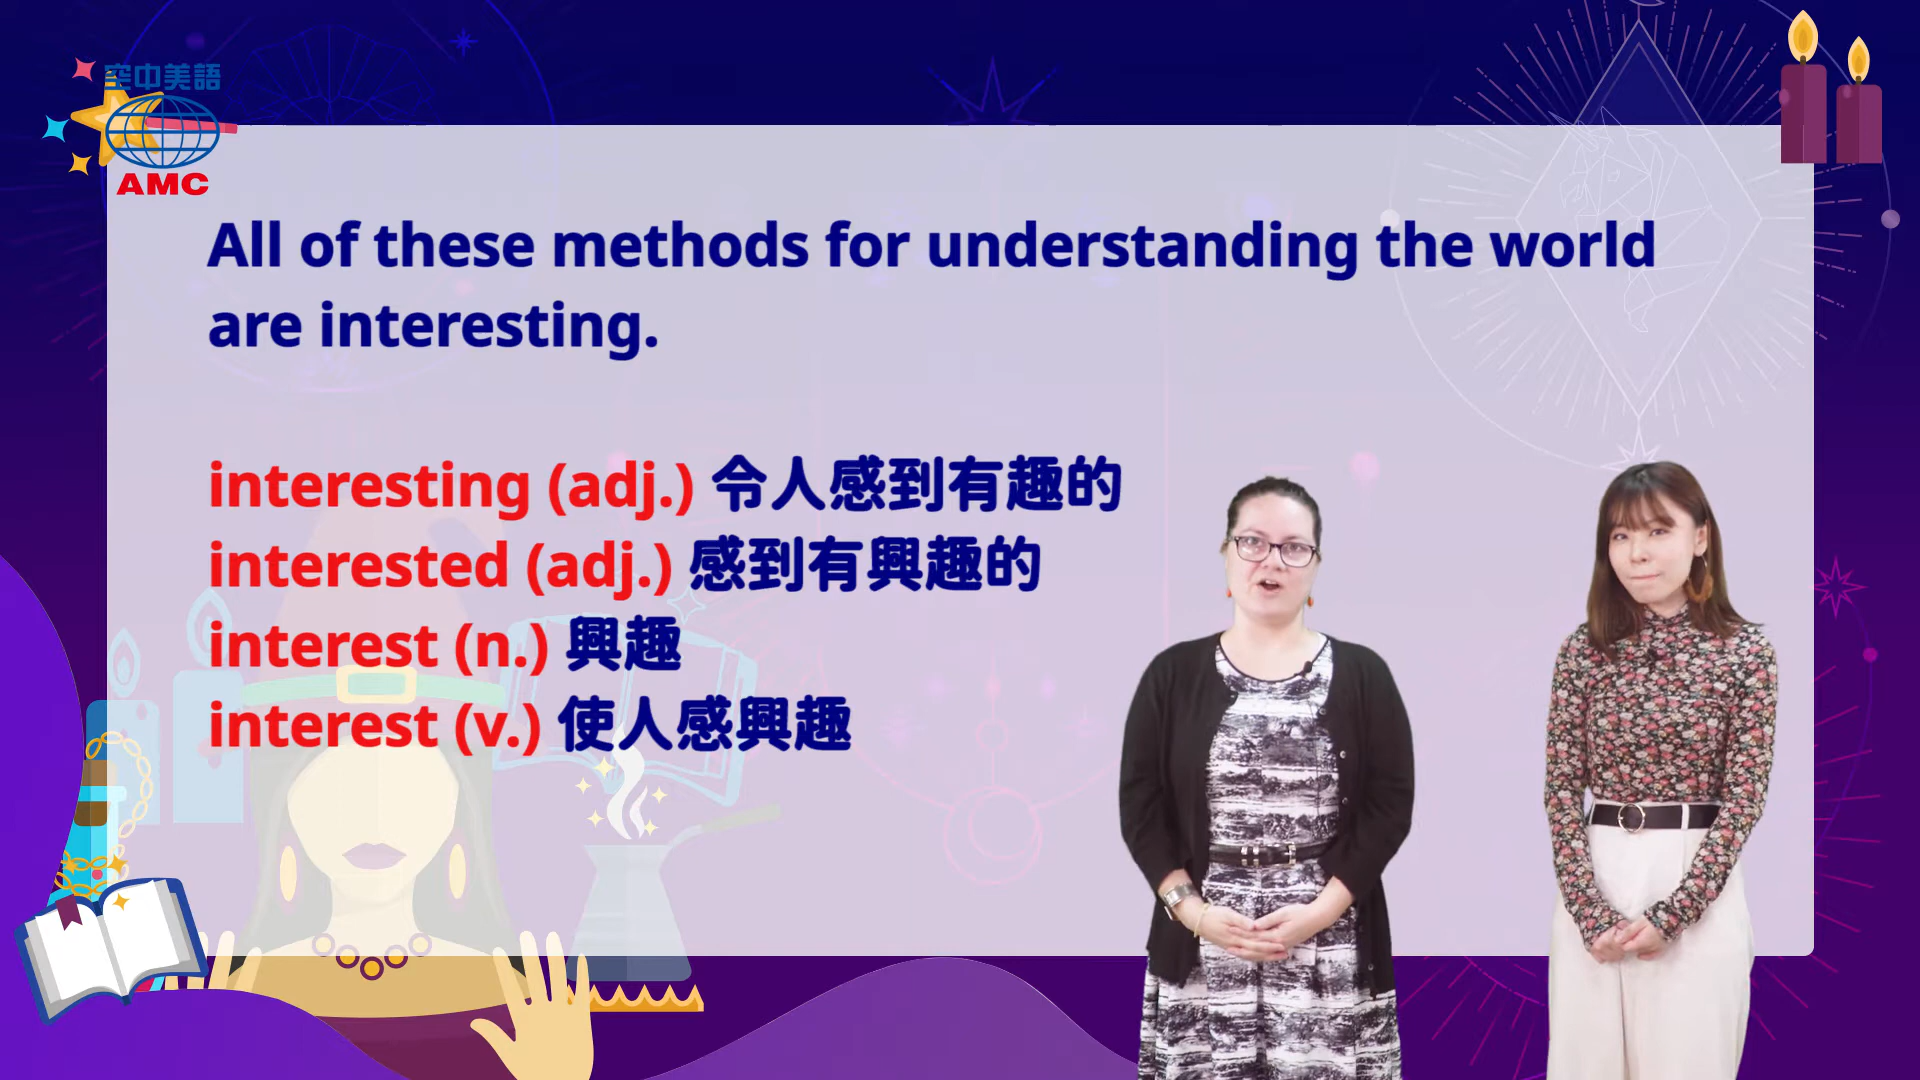 空中美語
AMC
All of these methods for understanding the world
are interesting.
interesting (adj.) 令人感到有趣的
interested (adj.) 感到有興趣的
interest (n.) 興趣
interest (v.) 使人感興趣